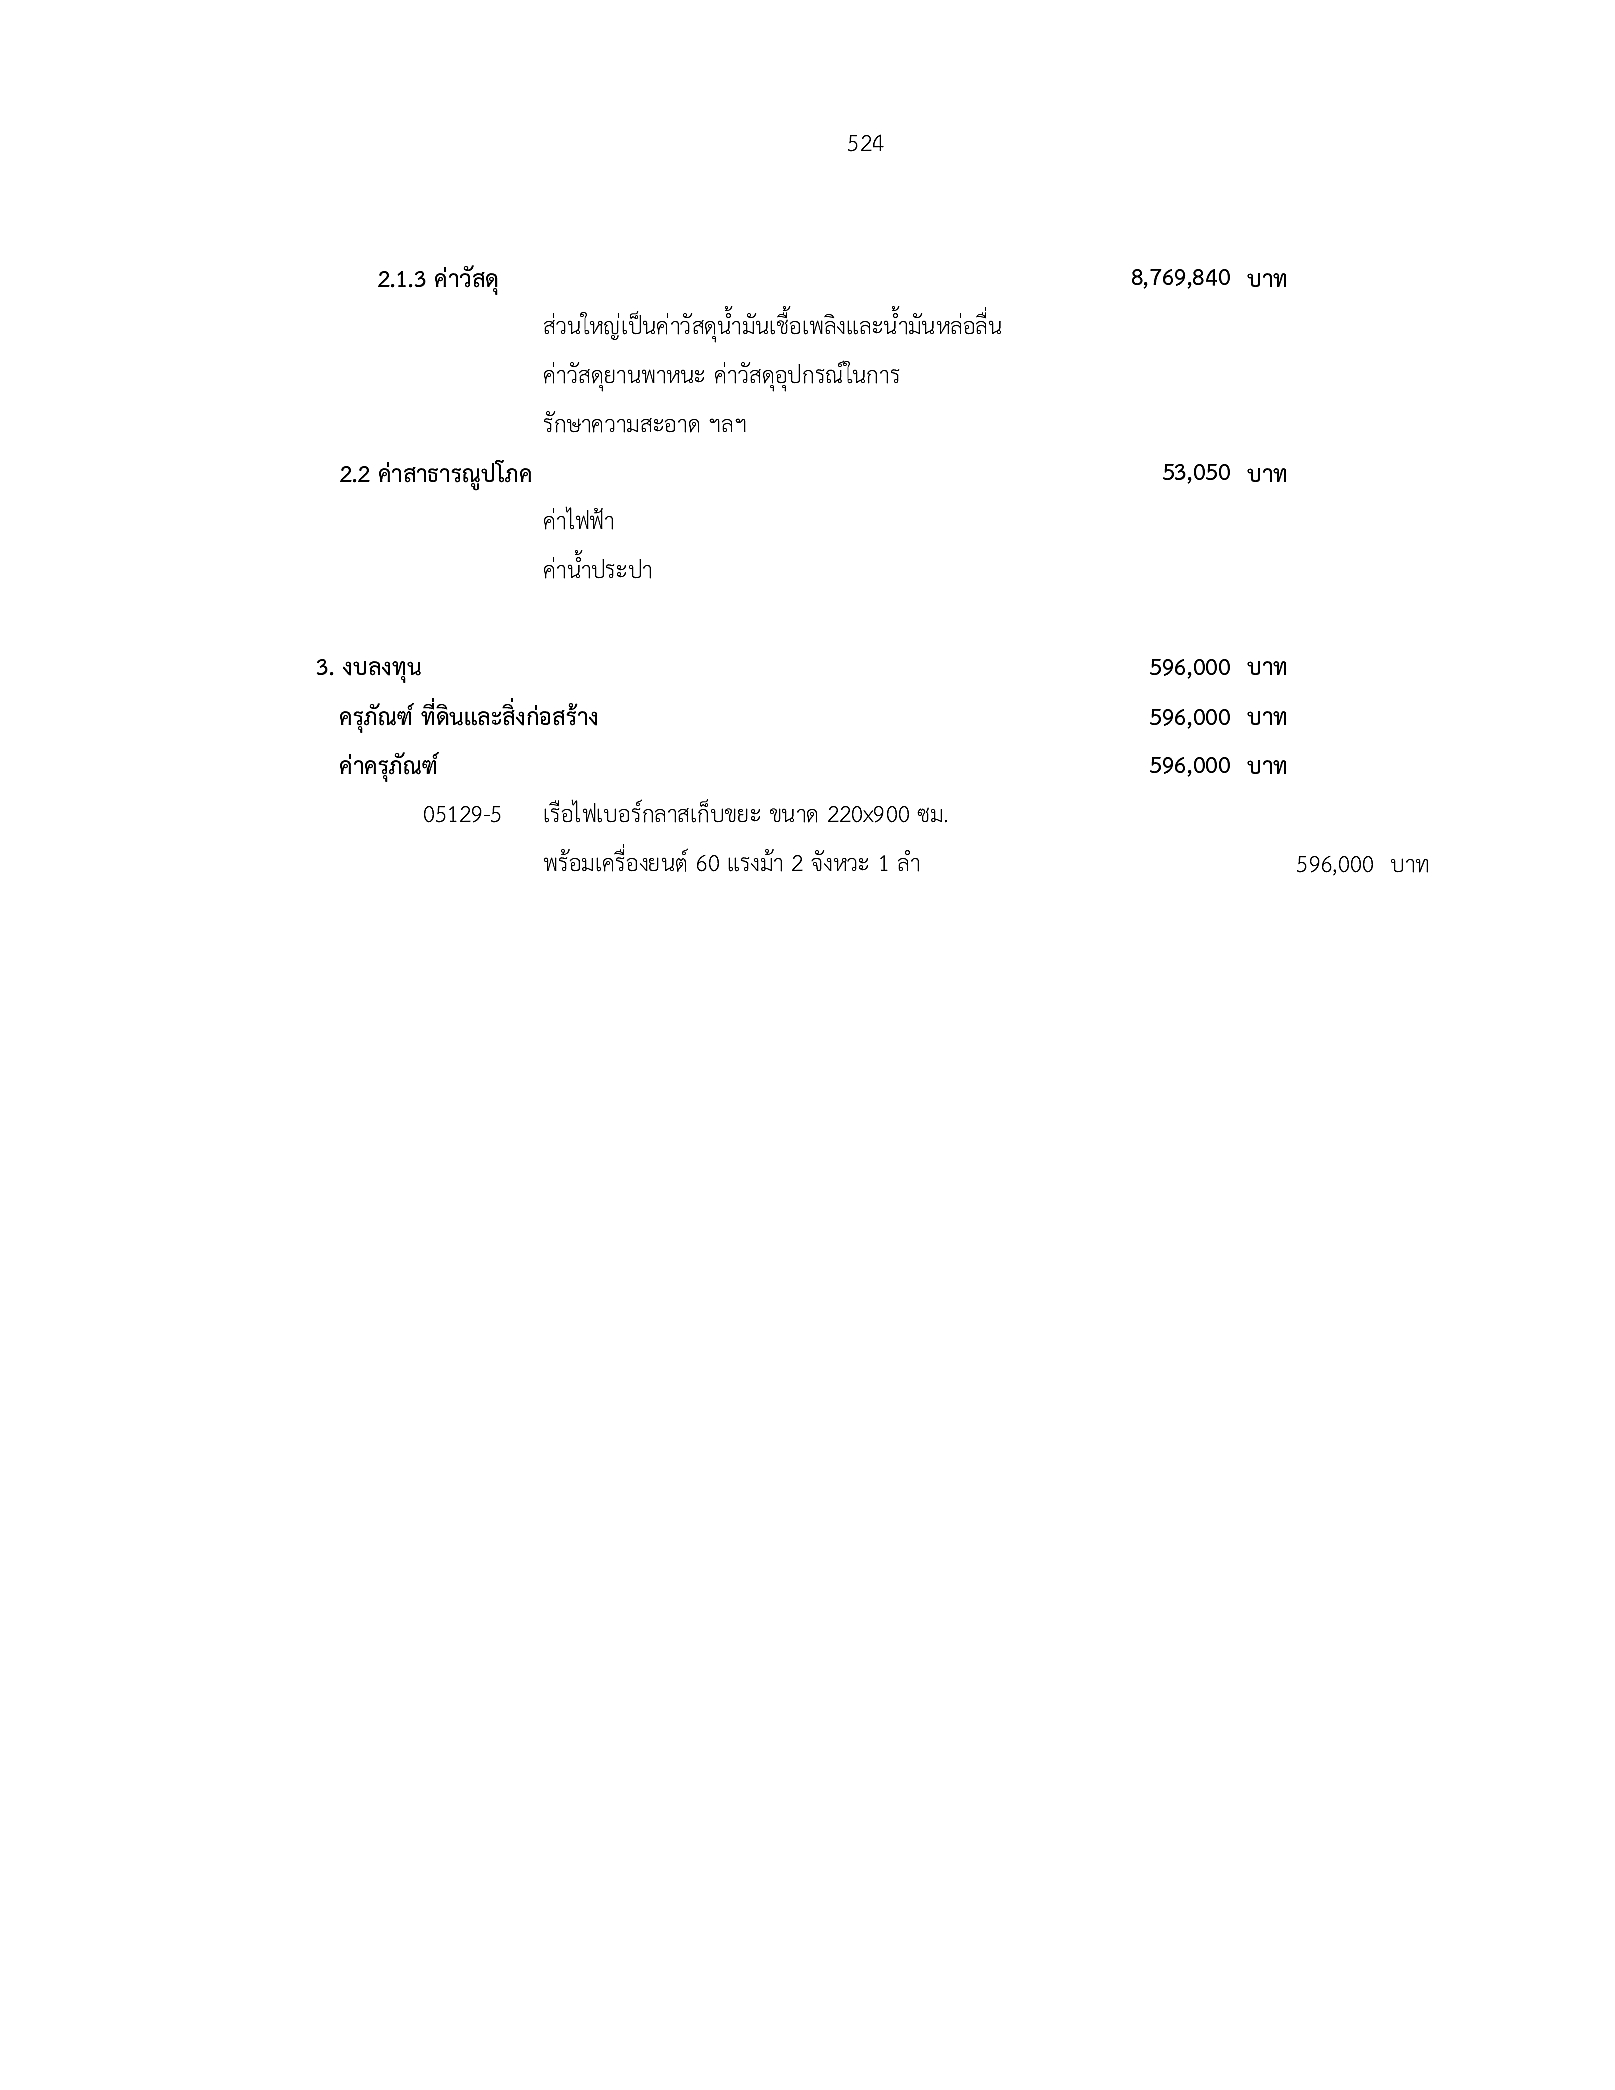 524
2.1.3 ค่าวัสดุ 8,769,840 บาท
ส่วนใหญ่เป็นค่าวัสดุน้ำมันเชื้อเพลิงและน้ำมันหล่อลื่น
ค่าวัสดุยานพาหนะ ค่าวัสดุอุปกรณ์ในการ
รักษาความสะอาด ฯลฯ
2.2 ค่าสาธารณูปโภค 53,050 บาท
ค่าไฟฟ้า
ค่าน้ำประปา
3. งบลงทุน 596,000 บาท
ครุภัณฑ์ ที่ดินและสิ่งก่อสร้าง 596,000 บาท
ค่าครุภัณฑ์ 596,000 บาท
05129-5 เรือไฟเบอร์กลาสเก็บขยะ ขนาด 220x900 ซม.
พร้อมเครื่องยนต์ 60 แรงม้า 2 จังหวะ 1 ลำ 596,000 บาท